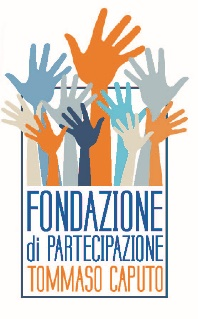 FONDAZIONE
di PARTECIPAZIONE
TOMMASO CAPUTO